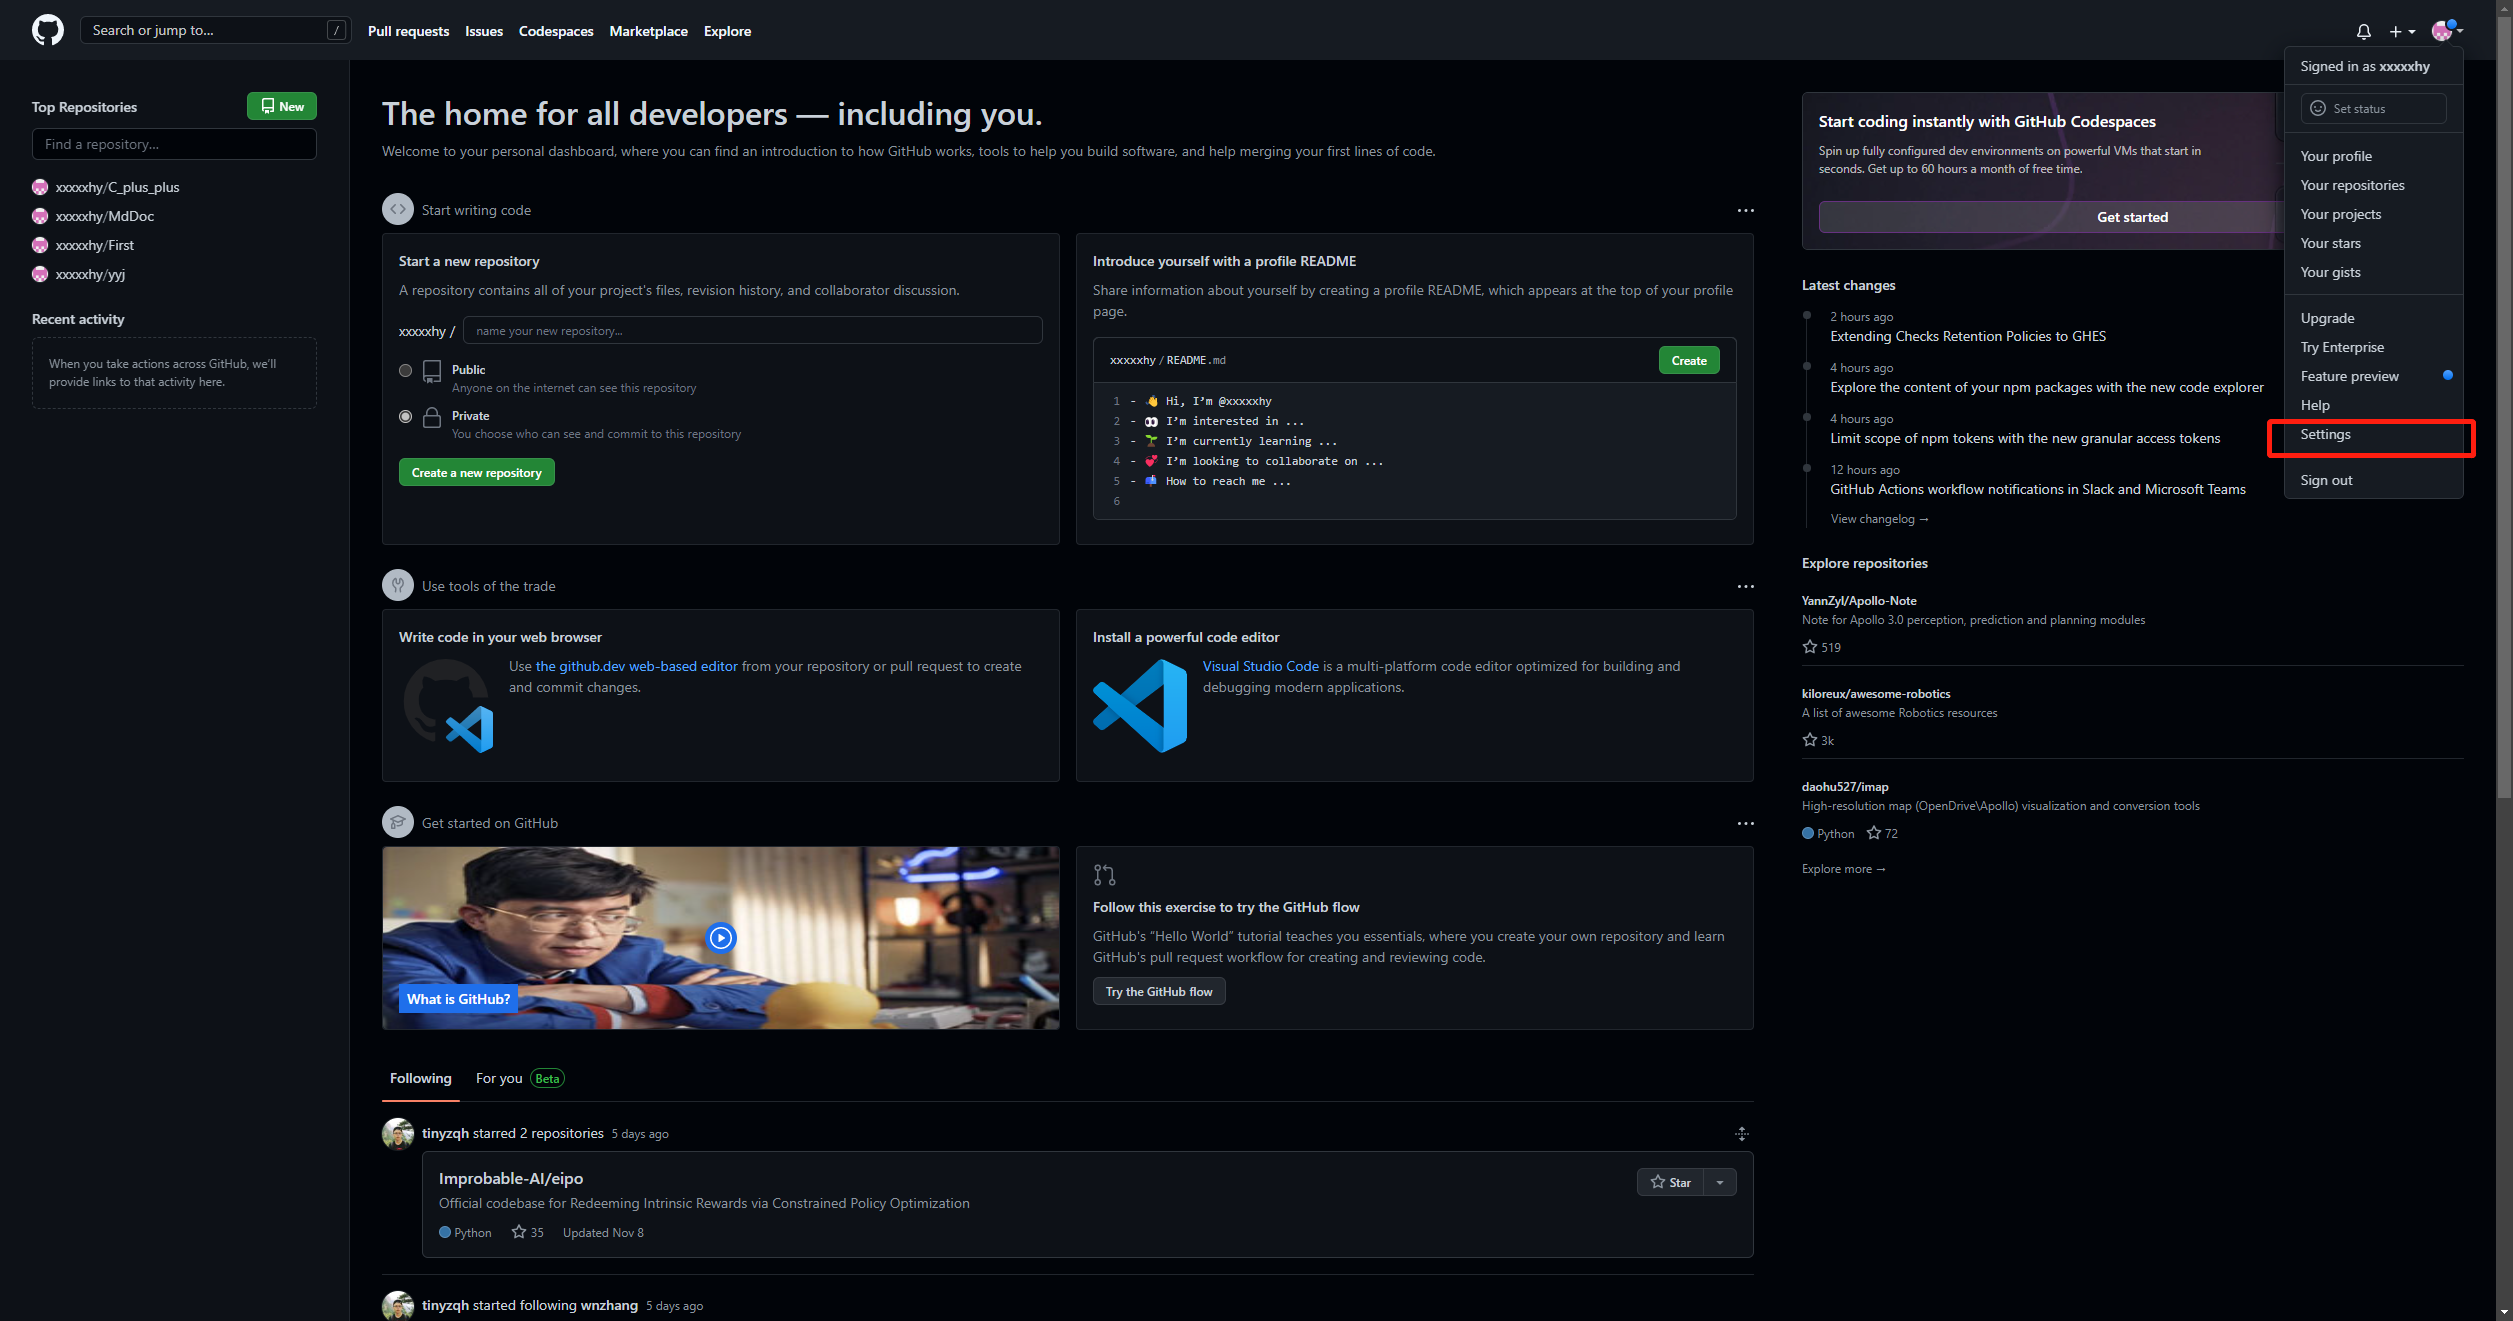 Search or jump to...
/
Pull requests
Issues
Codespaces
Marketplace
Explore
Top Repositories
New
Find a repository...
xxxxxhy/C_plus_plus
xxxxxhy/MdDoc
xxxxxhy/First
xxxxxhy/yyj
Recent activity
When you take actions across GitHub, we'll
provide links to that activity here.
The home for all developers — including you.
Welcome to your personal dashboard, where you can find an introduction to how GitHub works, tools to help you build software, and help merging your first lines of code.
Start writing code
Start a new repository
A repository contains all of your project's files, revision history, and collaborator discussion.
xxxxxhy /
name your new repository...
Public
Anyone on the internet can see this repository
Private
You choose who can see and commit to this repository
Create a new repository
Introduce yourself with a profile README
Share information about yourself by creating a profile README, which appears at the top of your profile
page.
xxxxxhy / README.md
Create
1 - 👋 Hi, I'm @xxxxxhy
2 - 👀 I'm interested in ...
3 - 🌱 I'm currently learning ...
4 - 💞️ I'm looking to collaborate on ...
5 - 📫 How to reach me ...
6
Use tools of the trade
Write code in your web browser
Use the github.dev web-based editor from your repository or pull request to create
and commit changes.
Install a powerful code editor
Visual Studio Code is a multi-platform code editor optimized for building and
debugging modern applications.
Get started on GitHub
What is GitHub?
Follow this exercise to try the GitHub flow
GitHub's “Hello World” tutorial teaches you essentials, where you create your own repository and learn
GitHub's pull request workflow for creating and reviewing code.
Try the GitHub flow
Following
For you
Beta
tinyzqh starred 2 repositories 5 days ago
Improbable-AI/eipo
Star
Official codebase for Redeeming Intrinsic Rewards via Constrained Policy Optimization
Python
35
Updated Nov 8
tinyzqh started following wnzhang 5 days ago
Start coding instantly with GitHub Codespaces
Spin up fully configured dev environments on powerful VMs that start in
seconds. Get up to 60 hours a month of free time.
Get started
Latest changes
2 hours ago
Extending Checks Retention Policies to GHES
4 hours ago
Explore the content of your npm packages with the new code explorer
4 hours ago
Limit scope of npm tokens with the new granular access tokens
12 hours ago
GitHub Actions workflow notifications in Slack and Microsoft Teams
View changelog →
Explore repositories
YannZyl/Apollo-Note
Note for Apollo 3.0 perception, prediction and planning modules
519
kiloreux/awesome-robotics
A list of awesome Robotics resources
3k
daohu527/imap
High-resolution map (OpenDrive\Apollo) visualization and conversion tools
Python
72
Explore more →
Signed in as xxxxxhy
Set status
Your profile
Your repositories
Your projects
Your stars
Your gists
Upgrade
Try Enterprise
Feature preview
Help
Settings
Sign out